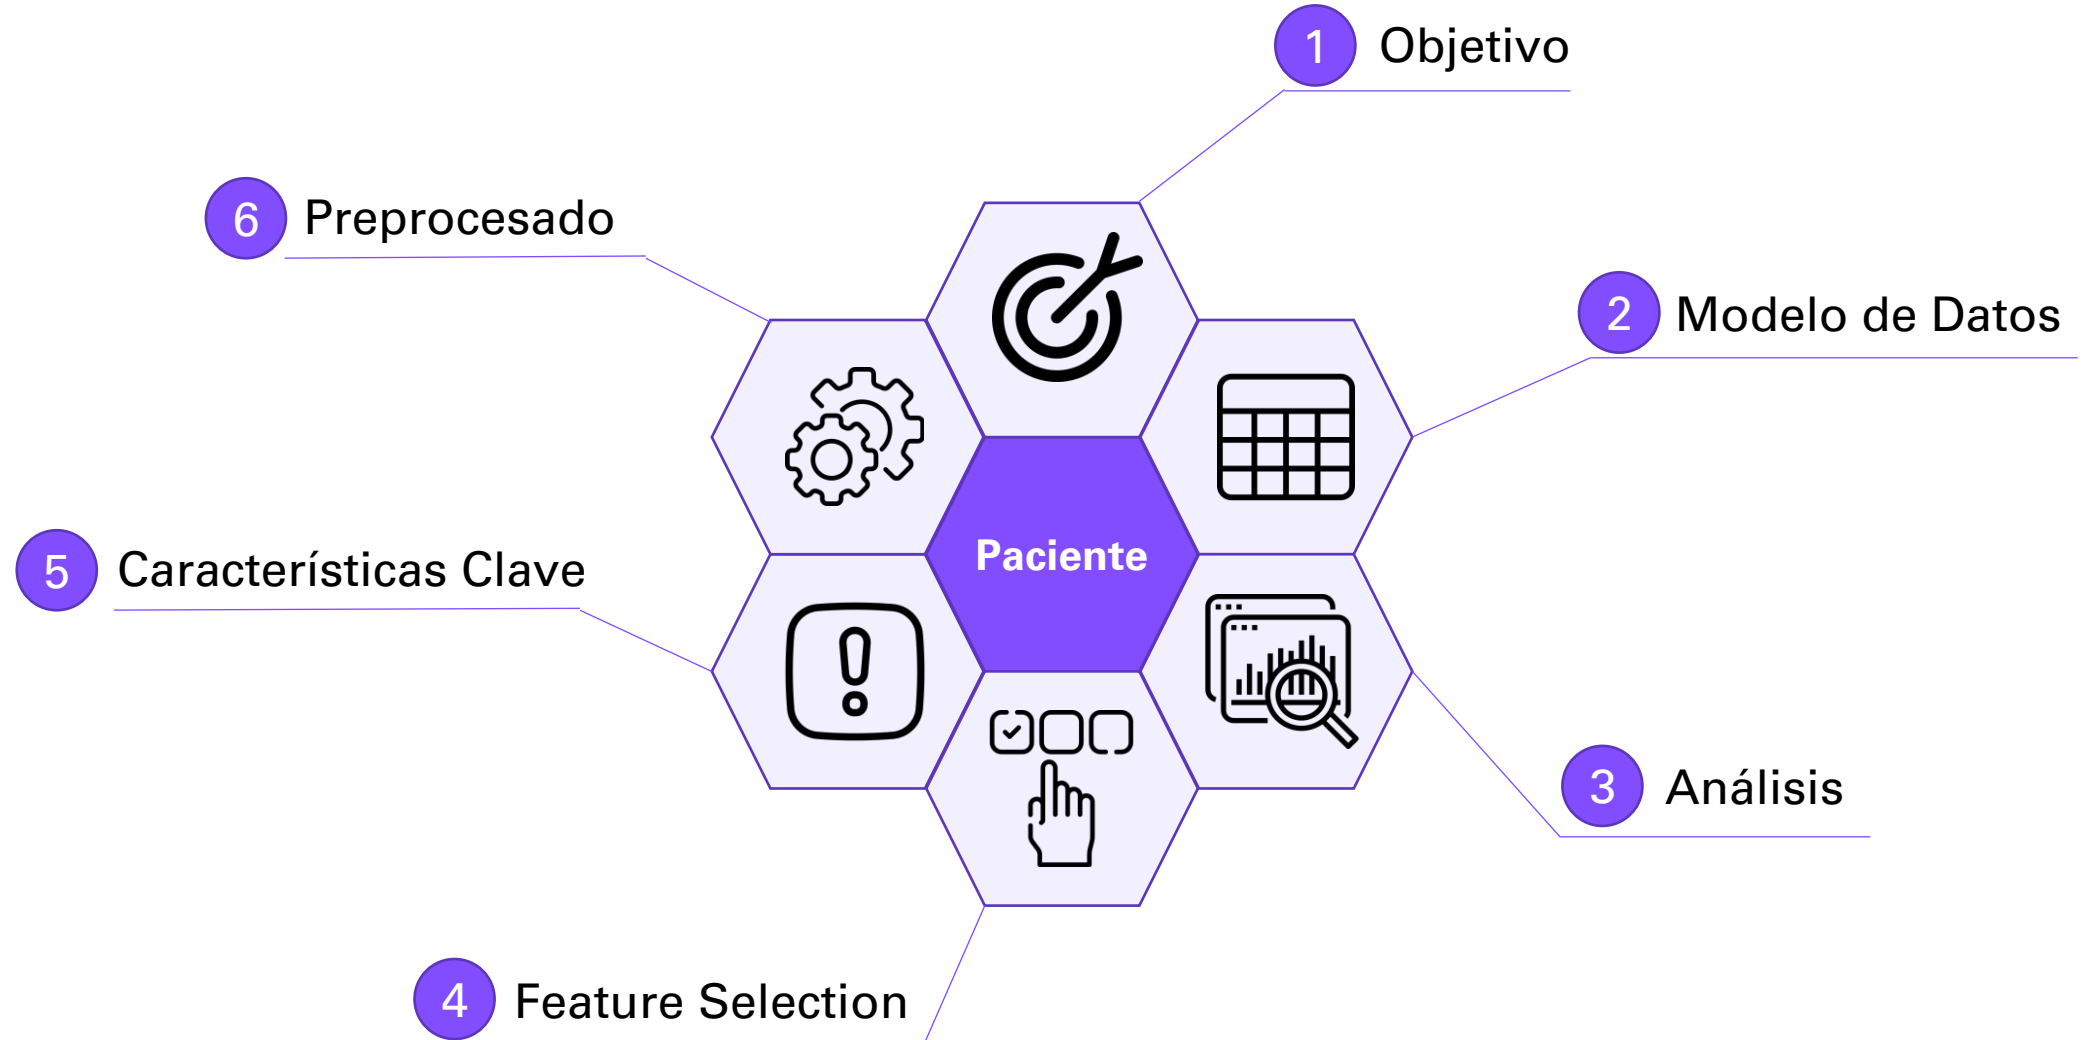 1 Objetivo
2 Modelo de Datos
3 Análisis
4 Feature Selection
5 Características Clave
6 Preprocesado
Paciente